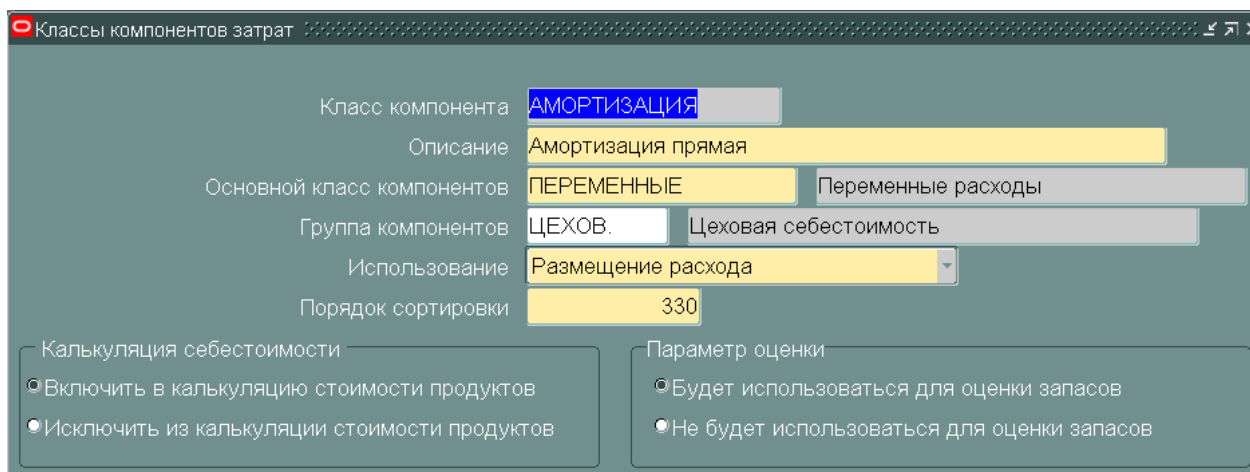 Классы компонентов затрат
Класс компонента АМОРТИЗАЦИЯ
Описание Амортизация прямая
Основной класс компонентов ПЕРЕМЕННЫЕ Переменные расходы
Группа компонентов ЦЕХОВ. Цеховая себестоимость
Использование Размещение расхода
Порядок сортировки 330
Калькуляция себестоимости Параметр оценки
Включить в калькуляцию стоимости продуктов Будет использоваться для оценки запасов
Исключить из калькуляции стоимости продуктов Не будет использоваться для оценки запасов